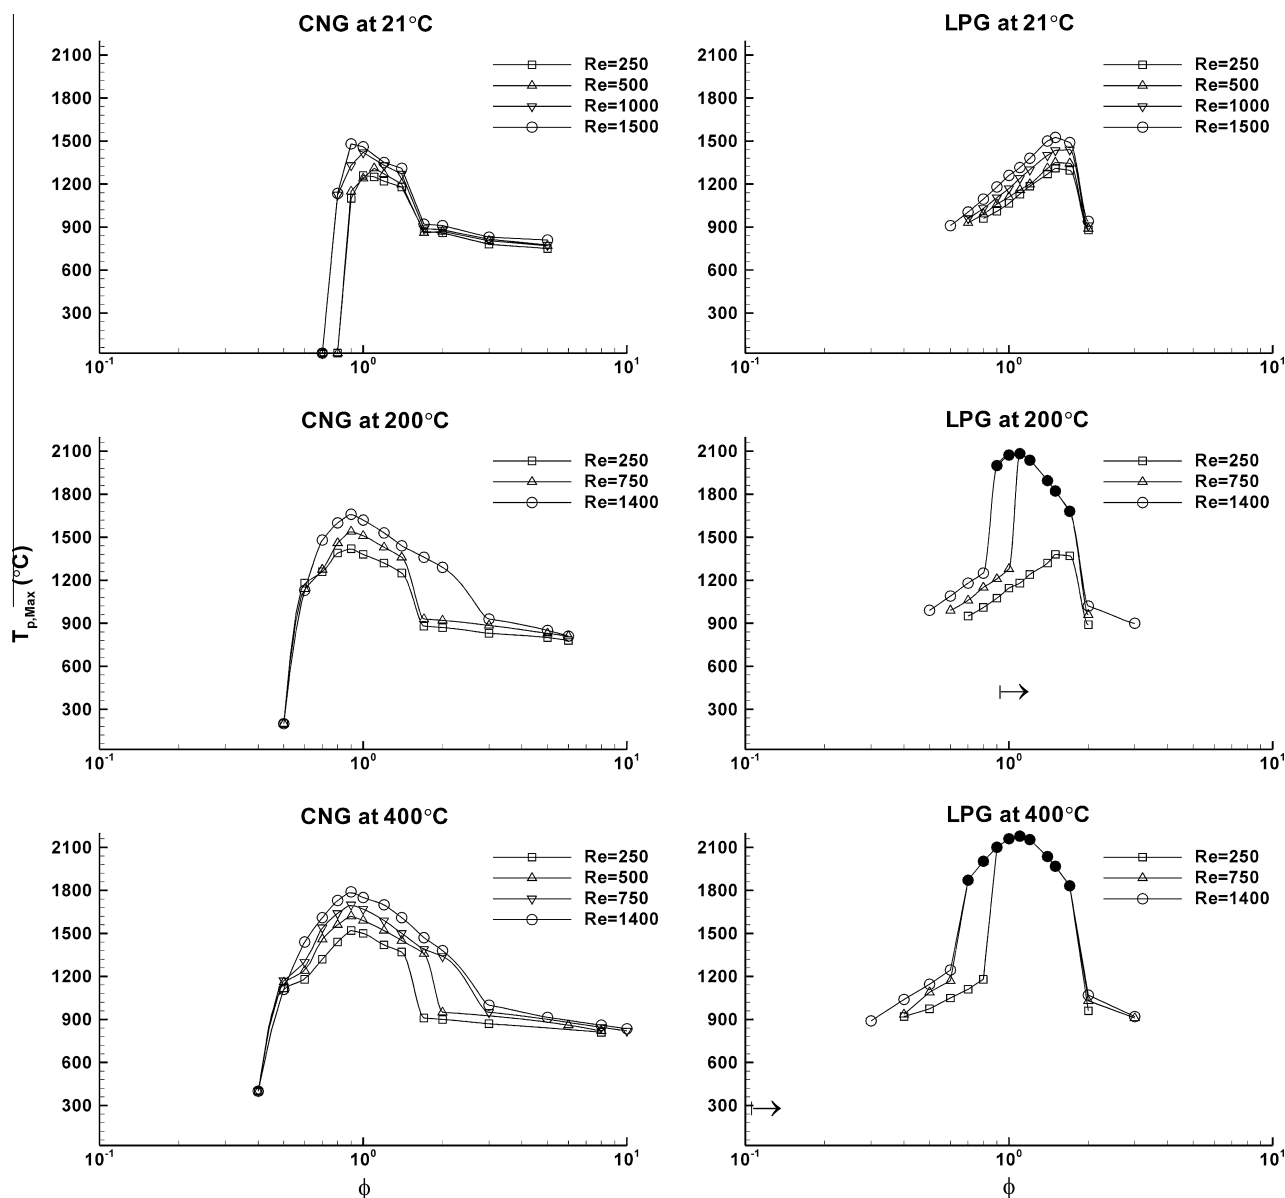 CNG at 21°C
2100
1800
1500
1200
900
600
300
Re=250
Re=500
Re=1000
Re=1500
10-1
100
101
LPG at 21°C
2100
1800
1500
1200
900
600
300
Re=250
Re=500
Re=1000
Re=1500
10-1
100
101
CNG at 200°C
2100
1800
1500
1200
900
600
300
Re=250
Re=750
Re=1400
10-1
100
101
LPG at 200°C
2100
1800
1500
1200
900
600
300
Re=250
Re=750
Re=1400
10-1
100
101
Tp,Max (°C)
CNG at 400°C
2100
1800
1500
1200
900
600
300
Re=250
Re=500
Re=750
Re=1400
10-1
100
101
ϕ
LPG at 400°C
2100
1800
1500
1200
900
600
300
Re=250
Re=750
Re=1400
10-1
100
101
ϕ